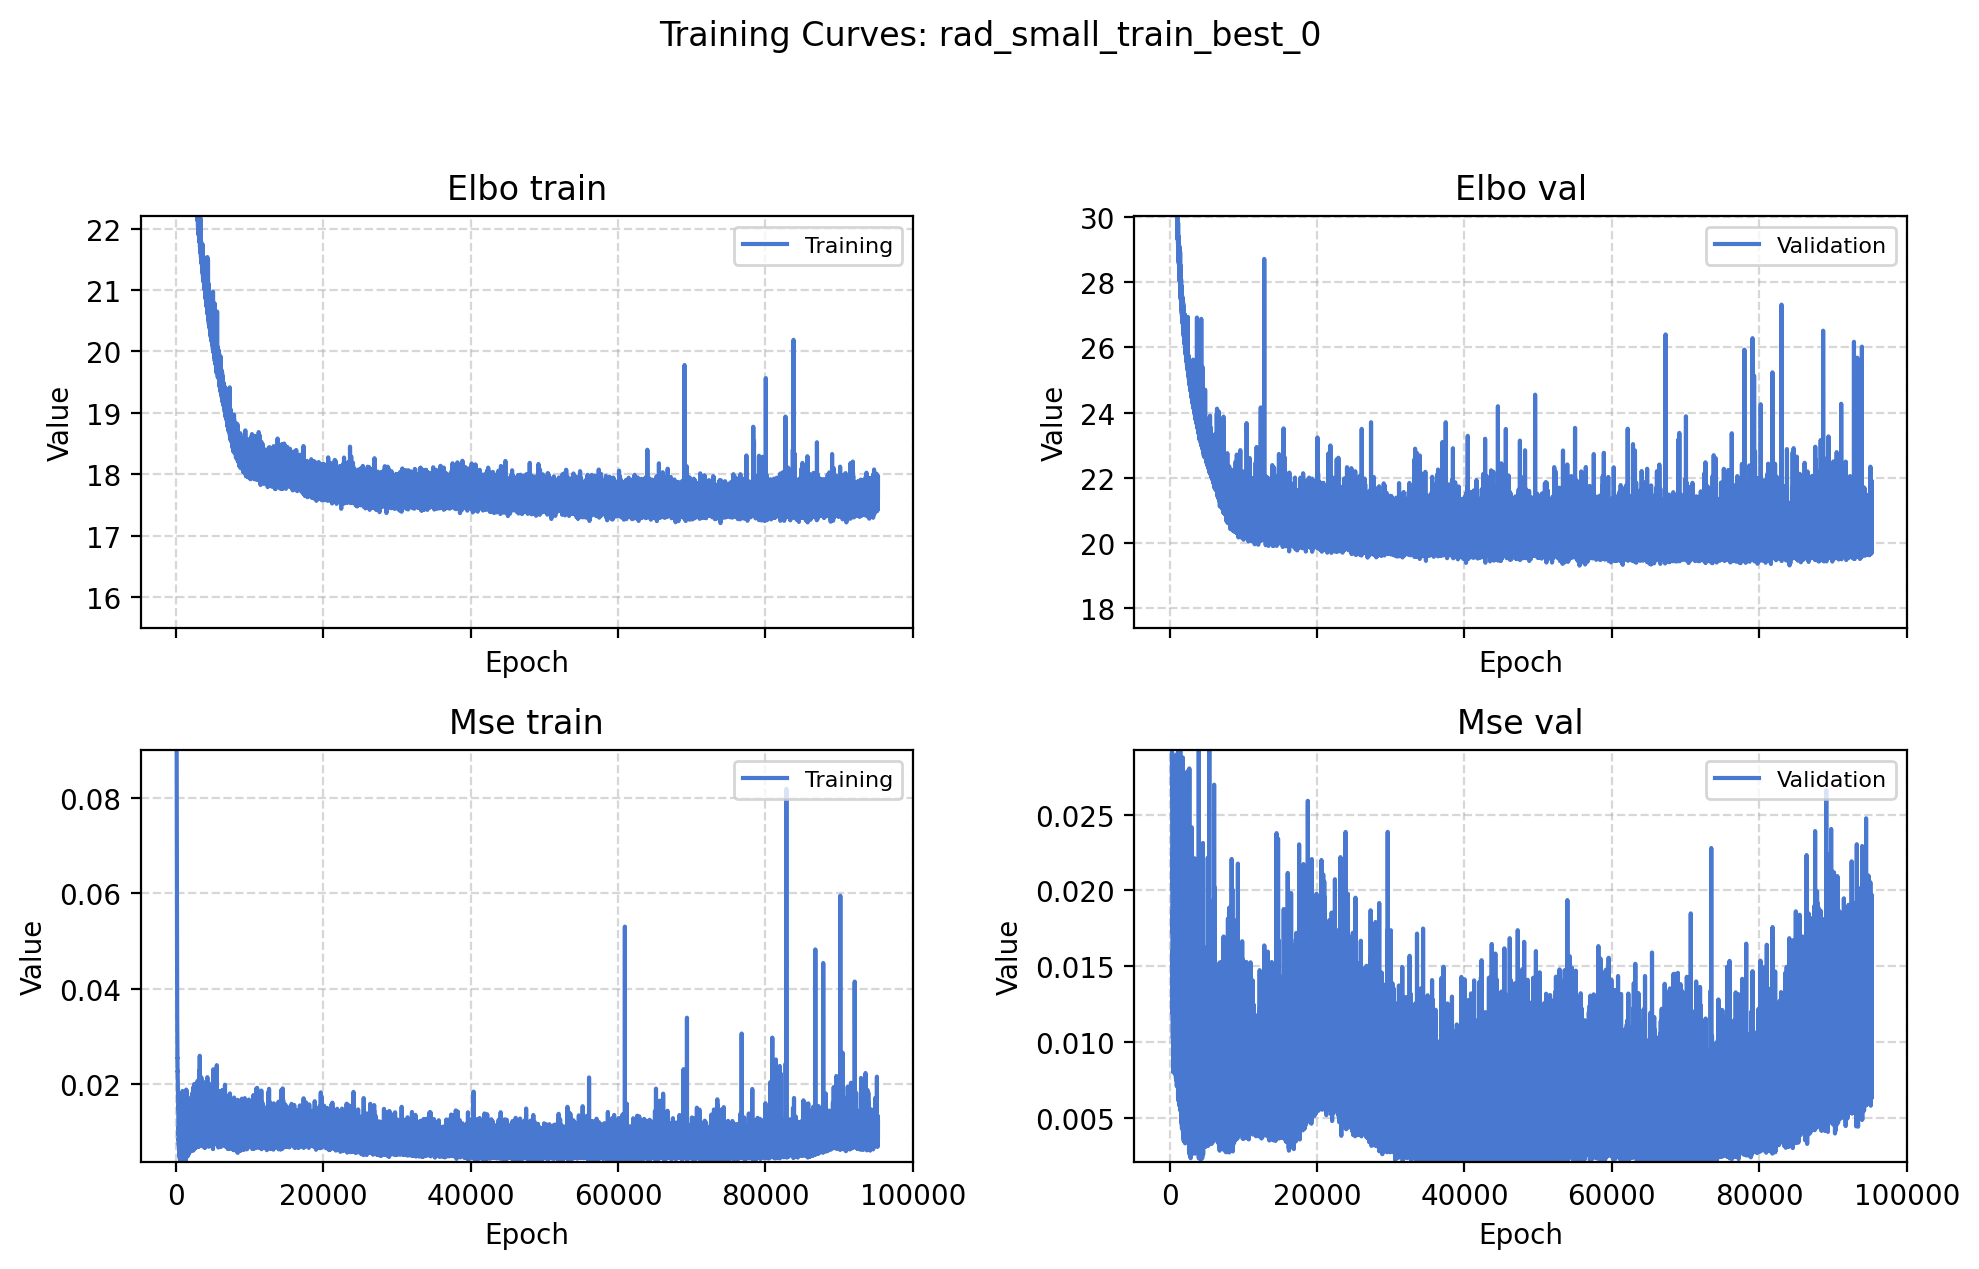 Training Curves: rad_small_train_best_0
Elbo train
Value
22
21
20
19
18
17
16
Training
Epoch
Elbo val
Value
30
28
26
24
22
20
18
Validation
Epoch
Mse train
Value
0.08
0.06
0.04
0.02
Training
0 20000 40000 60000 80000 100000
Epoch
Mse val
Value
0.025
0.020
0.015
0.010
0.005
Validation
0 20000 40000 60000 80000 100000
Epoch